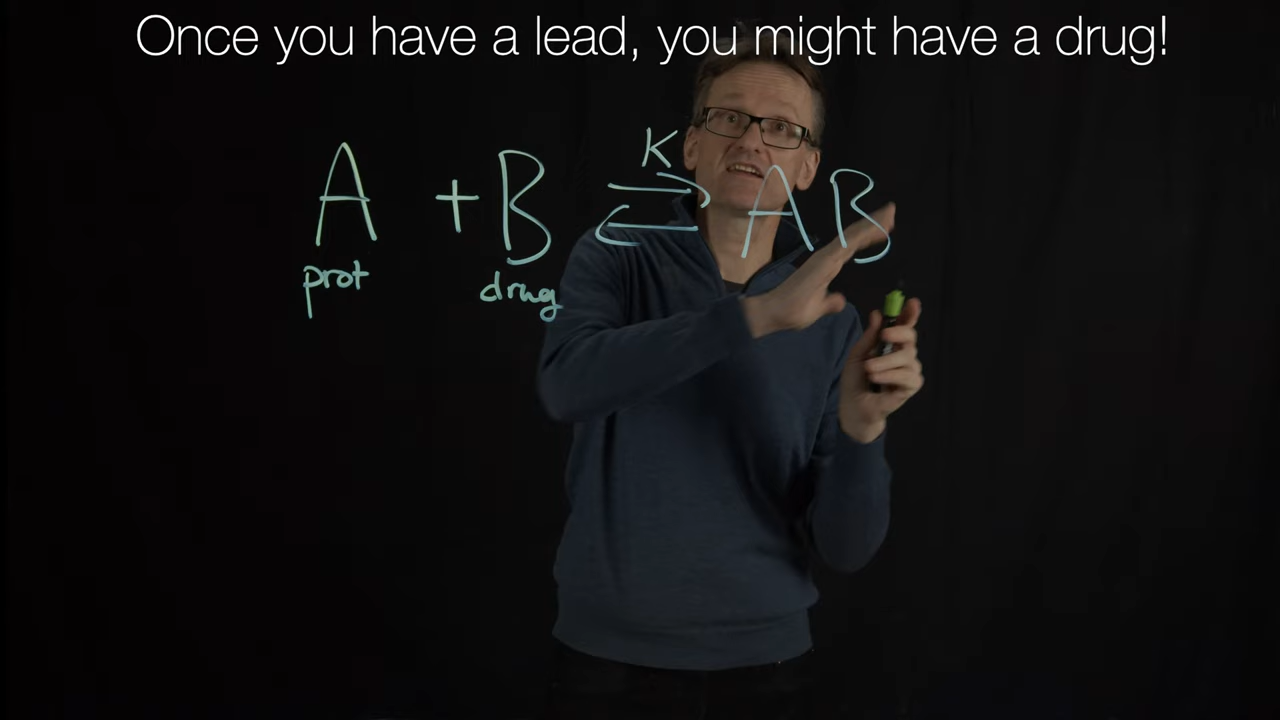 Once you have a lead, you might have a drug!
K
A + B ⇌ AB
prot drug